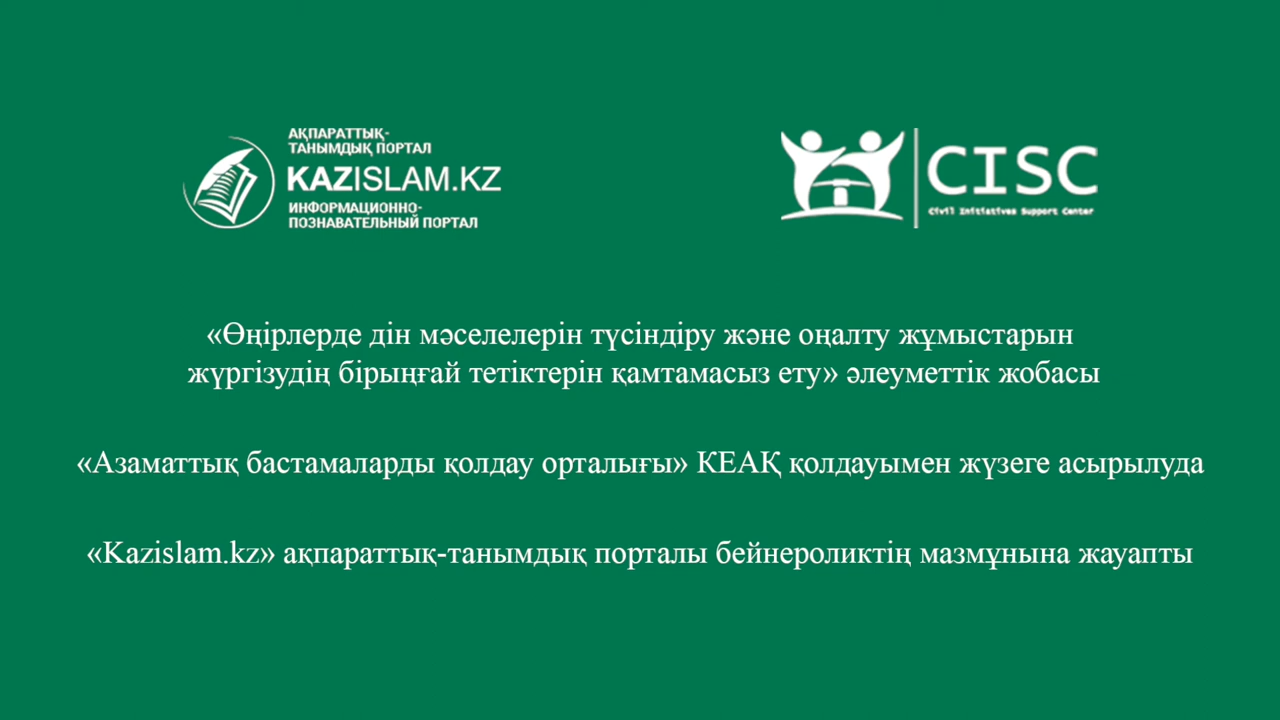 АҚПАРАТТЫҚ-
ТАНЫМДЫҚ ПОРТАЛ
KAZISLAM.KZ
ИНФОРМАЦИОННО-
ПОЗНАВАТЕЛЬНЫЙ ПОРТАЛ
CISC
Civil Initiatives Support Center
«Өңірлерде дін мәселелерін түсіндіру және оңалту жұмыстарын
жүргізудің бірыңғай тетіктерін қамтамасыз ету» әлеуметтік жобасы
«Азаматтық бастамаларды қолдау орталығы» КЕАҚ қолдауымен жүзеге асырылуда
«Kazislam.kz» ақпараттық-танымдық порталы бейнероликтің мазмұнына жауапты